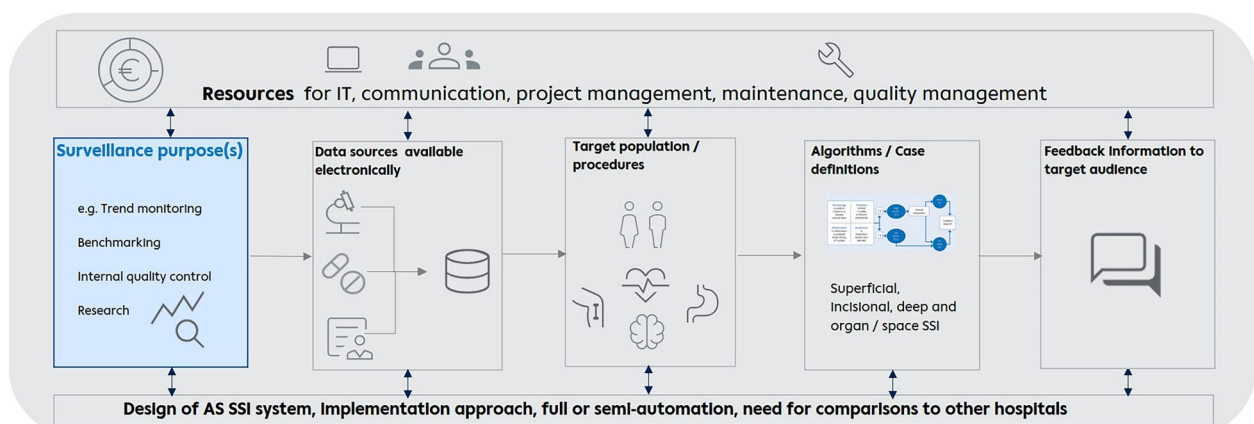 €
Resources for IT, communication, project management, maintenance, quality management
Surveillance purpose(s)
e.g. Trend monitoring
Benchmarking
Internal quality control
Research
Data sources available
electronically
Target population /
procedures
Algorithms / Case
definitions
Superficial,
Incisional, deep and
organ / space SSI
Feedback information to
target audience
Design of AS SSI system, implementation approach, full or semi-automation, need for comparisons to other hospitals